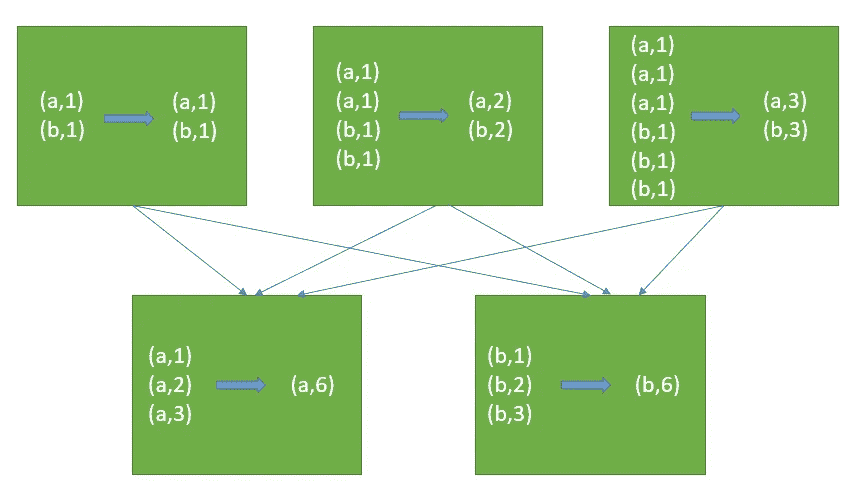 (a,1)
(b,1)
(a,1)
(b,1)
(a,1)
(a,1)
(b,1)
(b,1)
(a,2)
(b,2)
(a,1)
(a,1)
(a,1)
(b,1)
(b,1)
(b,1)
(a,3)
(b,3)
(a,1)
(a,2)
(a,3)
(a,6)
(b,1)
(b,2)
(b,3)
(b,6)